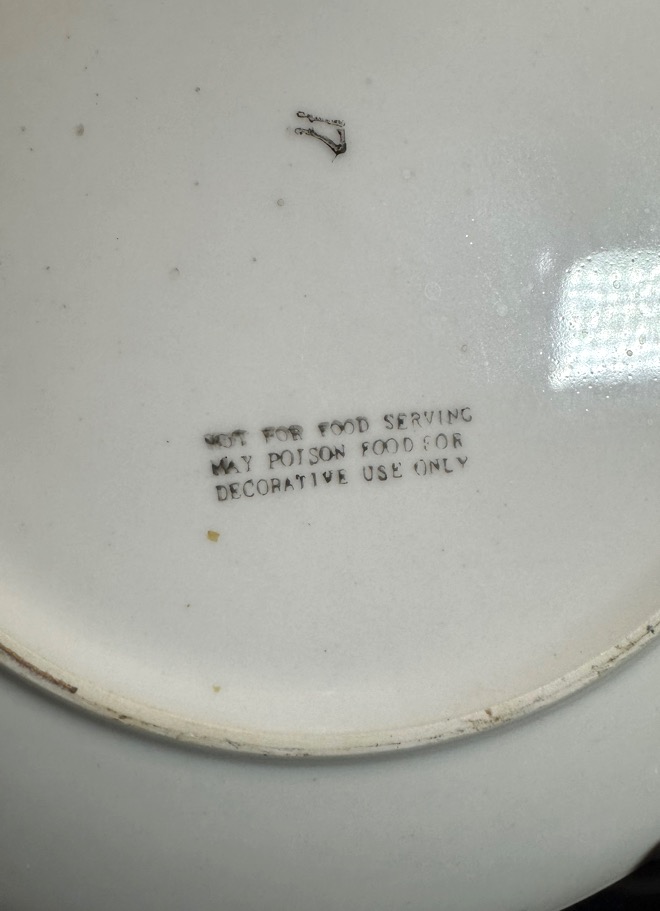 NOT FOR FOOD SERVING
MAY POISON FOOD FOR
DECORATIVE USE ONLY